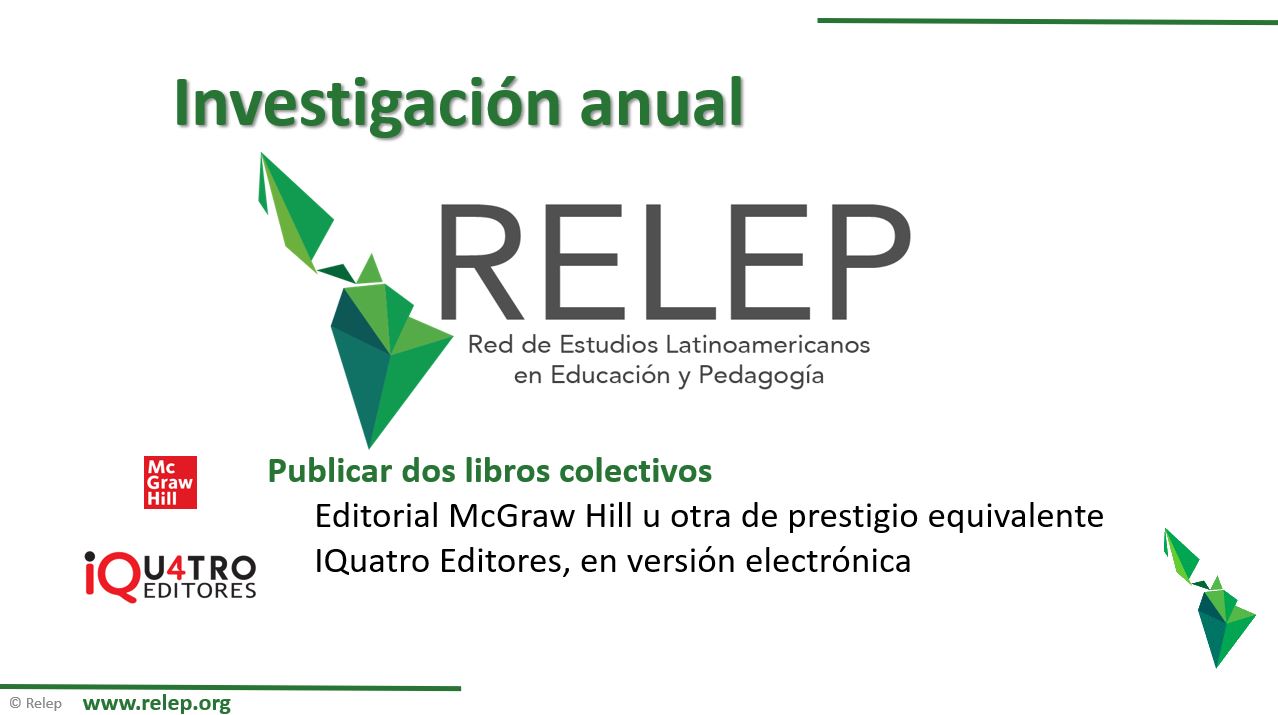 Investigación anual
RELEP
Red de Estudios Latinoamericanos
en Educación y Pedagogía
Mc
Graw
Hill
Publicar dos libros colectivos
Editorial McGraw Hill u otra de prestigio equivalente
iQU4TRO
EDITORES
IQuatro Editores, en versión electrónica
© Relep
www.relep.org